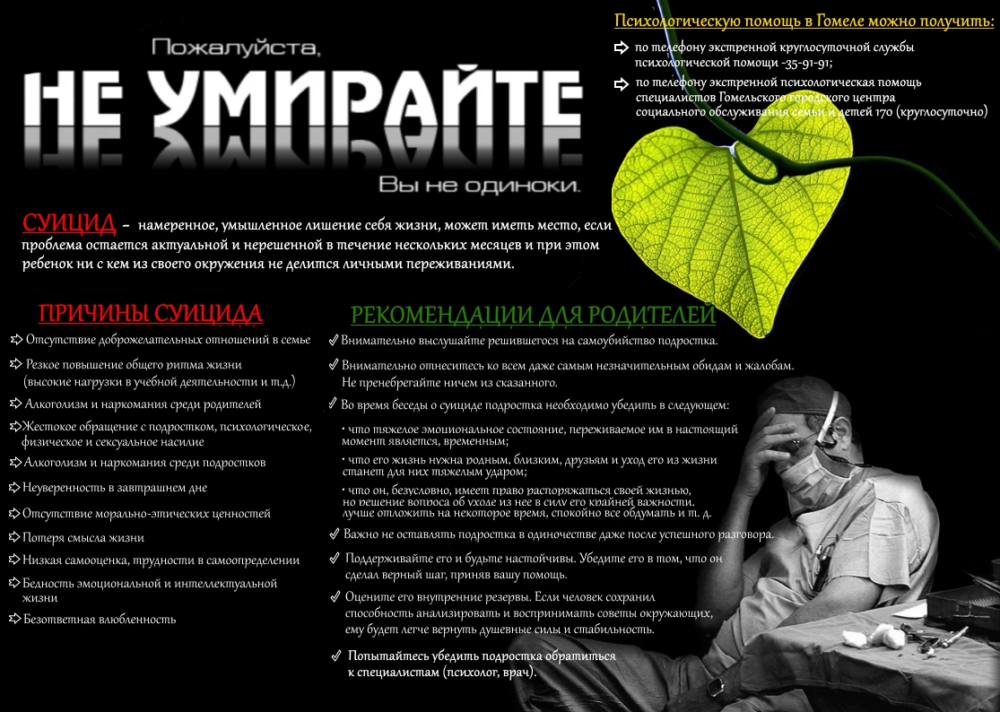 Пожалуйста,
НЕ УМИРАЙТЕ
Вы не одиноки.
Психологическую помощь в Гомеле можно получить:
по телефону экстренной круглосуточной службы
психологической помощи -35-91-91;
по телефону экстренной психологическая помощь
специалистов Гомельского городского центра
социального обслуживания семьи и детей 170 (круглосуточно)
СУИЦИД - намеренное, умышленное лишение себя жизни, может иметь место, если
проблема остается актуальной и нерешенной в течение нескольких месяцев и при этом
ребенок ни с кем из своего окружения не делится личными переживаниями.
ПРИЧИНЫ СУИЦИДА
Отсутствие доброжелательных отношений в семье
Резкое повышение общего ритма жизни
(высокие нагрузки в учебной деятельности и т.д.)
Алкоголизм и наркомания среди родителей
Жестокое обращение с подростком, психологическое,
физическое и сексуальное насилие
Алкоголизм и наркомания среди подростков
Неуверенность в завтрашнем дне
Отсутствие морально-этических ценностей
Потеря смысла жизни
Низкая самооценка, трудности в самоопределении
Бедность эмоциональной и интеллектуальной
жизни
Безответная влюбленность
РЕКОМЕНДАЦИИ ДЛЯ РОДИТЕЛЕЙ
Внимательно выслушайте решившегося на самоубийство подростка.
Внимательно отнеситесь ко всем даже самым незначительным обидам и жалобам.
Не пренебрегайте ничем из сказанного.
Во время беседы о суициде подростка необходимо убедить в следующем:
· что тяжелое эмоциональное состояние, переживаемое им в настоящий
момент является, временным;
· что его жизнь нужна родным, близким, друзьям и уход его из жизни
станет для них тяжелым ударом;
· что он, безусловно, имеет право распоряжаться своей жизнью,
но решение вопроса об уходе из нее в силу его крайней важности,
лучше отложить на некоторое время, спокойно все обдумать и т. д.
Важно не оставлять подростка в одиночестве даже после успешного разговора.
Поддерживайте его и будьте настойчивы. Убедите его в том, что он
сделал верный шаг, приняв вашу помощь.
Оцените его внутренние резервы. Если человек сохранил
способность анализировать и воспринимать советы окружающих,
ему будет легче вернуть душевные силы и стабильность.
Попытайтесь убедить подростка обратиться
к специалистам (психолог, врач).